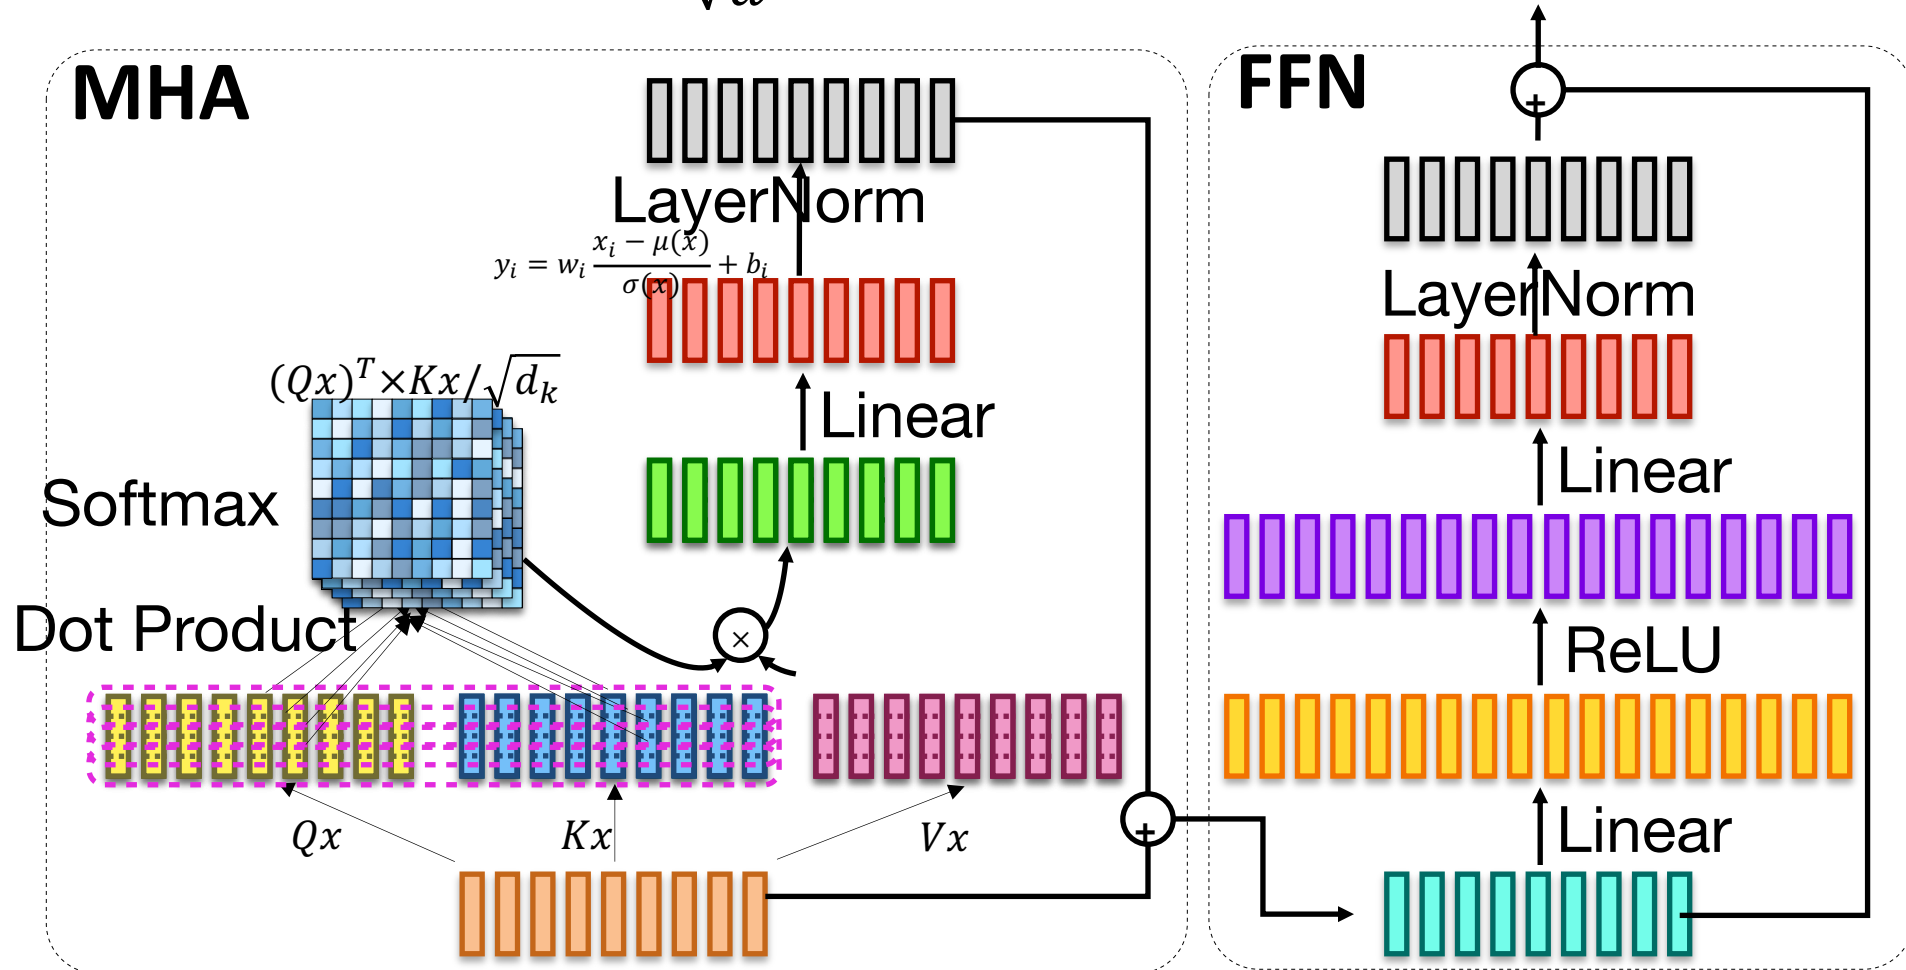 MHA
LayerNorm
y_i = w_i \frac{x_i − μ(x)}{σ(x)} + b_i
(Qx)^T×Kx/√d_k
Linear
Softmax
×
Dot Product
Qx
Kx
Vx
+
FFN
+
LayerNorm
Linear
ReLU
Linear